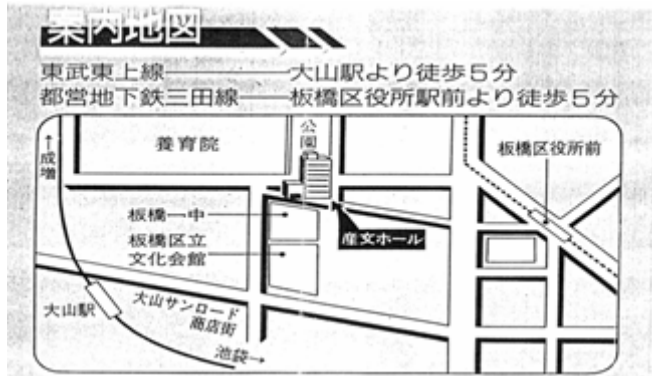 案内地図
東武東上線━━━━大山駅より徒歩5分
都営地下鉄三田線━━板橋区役所駅前より徒歩5分
↑成増
養育院
公園
板橋区役所前
板橋一中
板橋区立
文化会館
産文ホール
大山駅
大山サンロード
商店街
池袋→